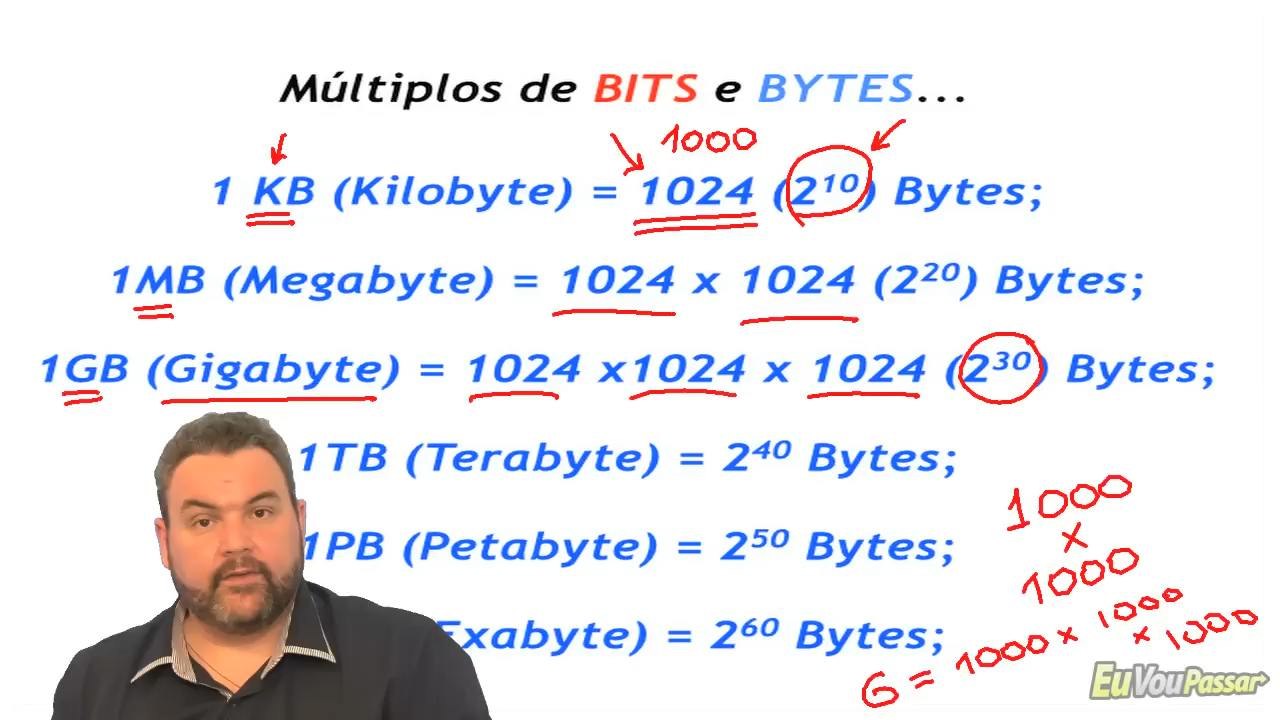 Múltiplos de BITS e BYTES...
1000
1 KB (Kilobyte) = 1024 (2¹⁰) Bytes;
1MB (Megabyte) = 1024 x 1024 (2²⁰) Bytes;
1GB (Gigabyte) = 1024 x1024 x 1024 (2³⁰) Bytes;
1TB (Terabyte) = 2⁴⁰ Bytes;
1PB (Petabyte) = 2⁵⁰ Bytes;
Exabyte) = 2⁶⁰ Bytes;
1000
x
1000
G = 1000 x 1000 x 1000
EuVouPassar